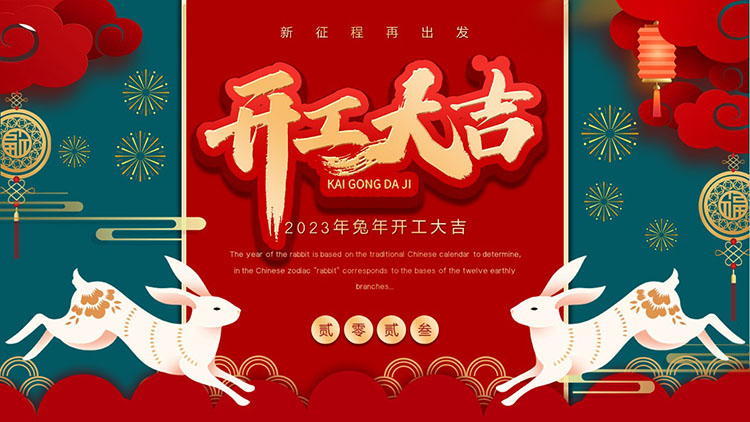 新征程再出发
开工大吉
KAI GONG DA JI
2023年兔年开工大吉
The year of the rabbit is based on the traditional Chinese calendar to determine,
in the Chinese zodiac "rabbit" corresponds to the bases of the twelve earthly
branches...
贰零贰叁
福